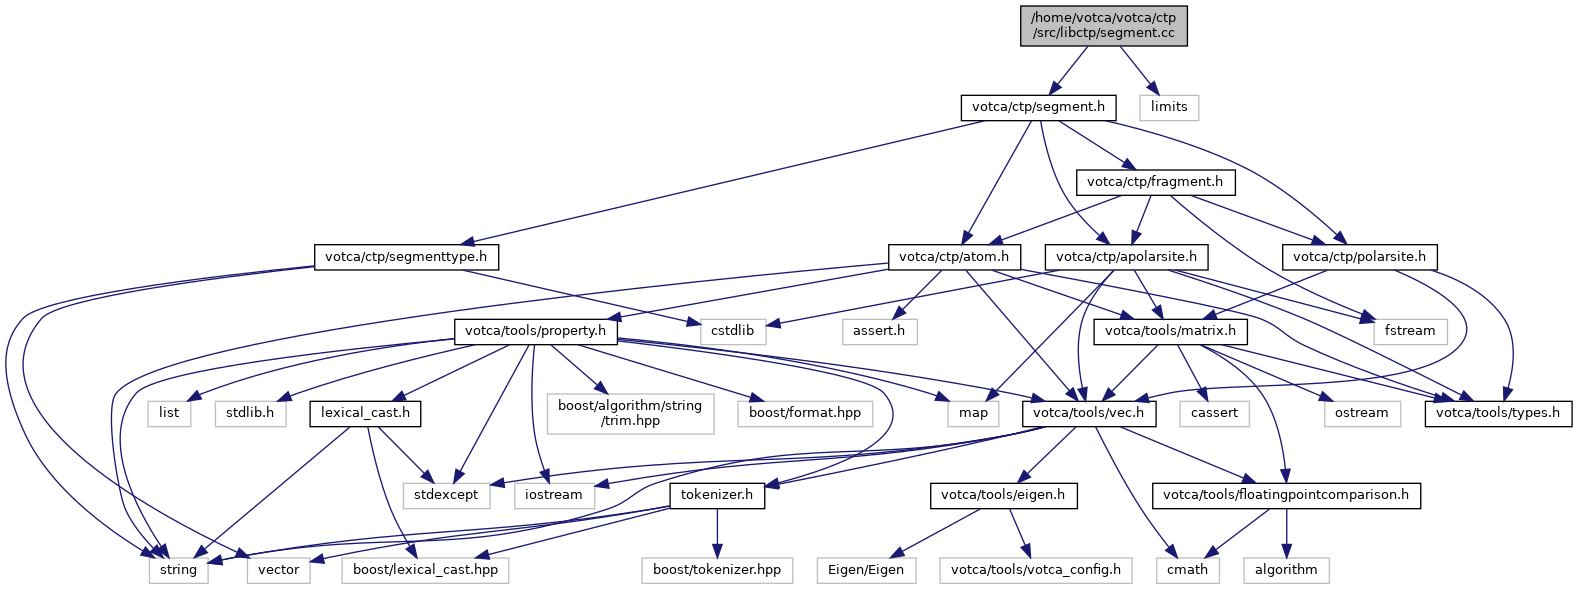 /home/votca/votca/ctp
/src/libctp/segment.cc
votca/ctp/segment.h
limits
votca/ctp/fragment.h
votca/ctp/segmenttype.h
votca/ctp/atom.h
votca/ctp/apolarsite.h
votca/ctp/polarsite.h
votca/tools/property.h
cstdlib
assert.h
votca/tools/matrix.h
fstream
list
stdlib.h
lexical_cast.h
boost/algorithm/string
/trim.hpp
boost/format.hpp
map
votca/tools/vec.h
cassert
ostream
votca/tools/types.h
stdexcept
iostream
tokenizer.h
votca/tools/eigen.h
votca/tools/floatingpointcomparison.h
string
vector
boost/lexical_cast.hpp
boost/tokenizer.hpp
Eigen/Eigen
votca/tools/votca_config.h
cmath
algorithm